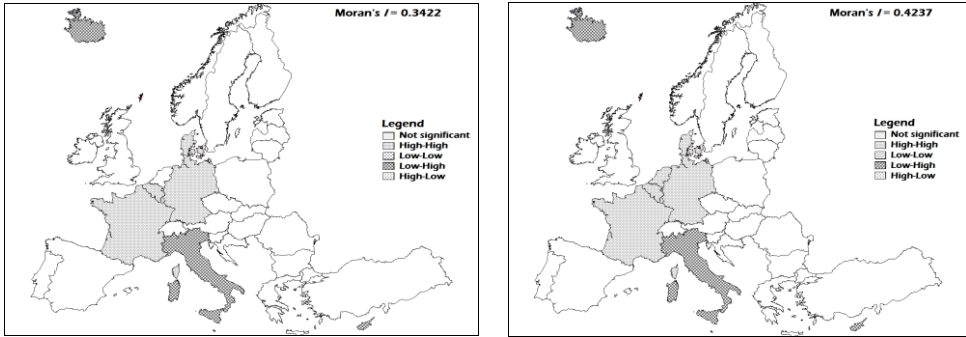 Moran's I= 0.3422
Legend
Not significant
High-High
Low-Low
Low-High
High-Low
Moran's I= 0.4237
Legend
Not significant
High-High
Low-Low
Low-High
High-Low